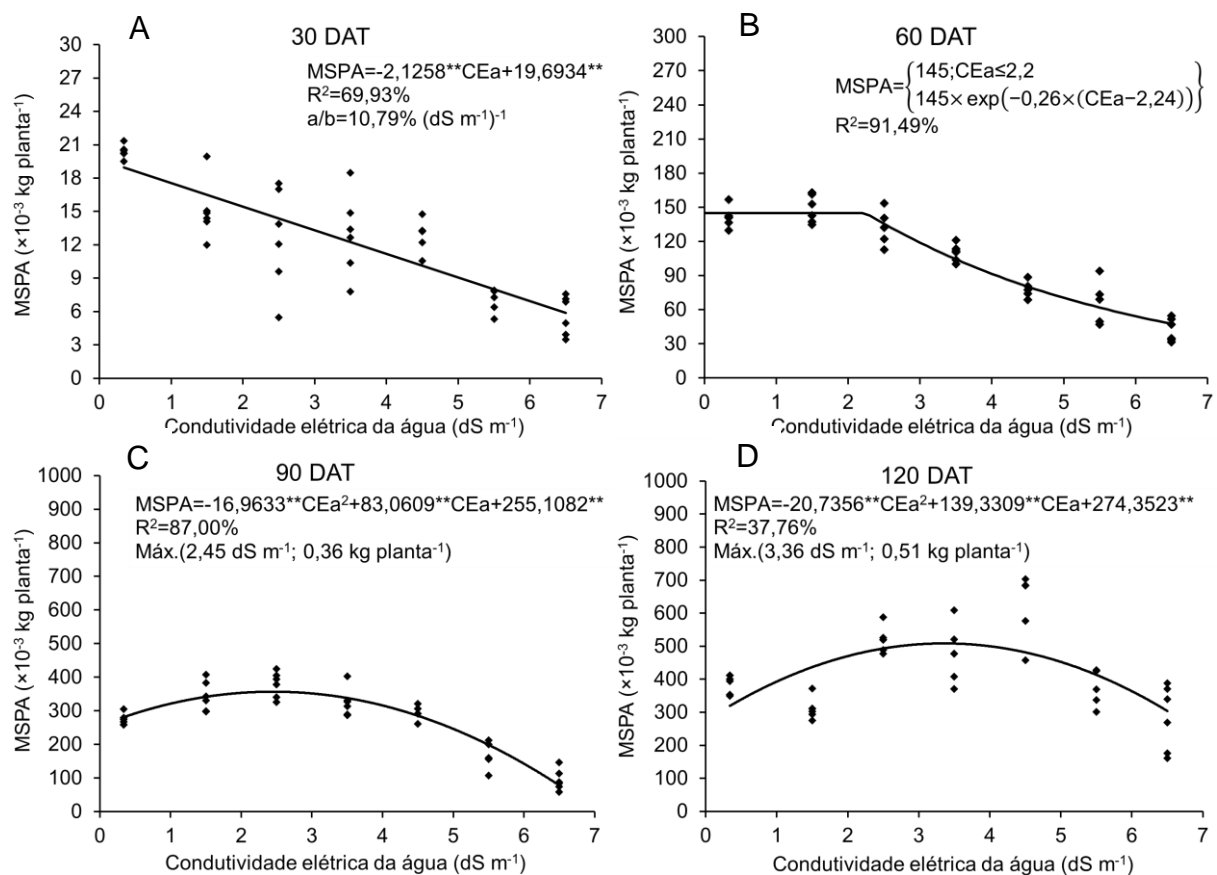 A
30 DAT
MSPA=-2,1258**CEa+19,6934**
R²=69,93%
a/b=10,79% (dS m⁻¹)⁻¹
MSPA (×10⁻³ kg planta⁻¹)
30
27
24
21
18
15
12
9
6
3
0
0 1 2 3 4 5 6 7
Condutividade elétrica da água (dS m⁻¹)
B
60 DAT
MSPA={145;CEa≤2,2
145×exp(−0,26×(CEa−2,24))}
R²=91,49%
MSPA (×10⁻³ kg planta⁻¹)
300
270
240
210
180
150
120
90
60
30
0
0 1 2 3 4 5 6 7
Condutividade elétrica da água (dS m⁻¹)
C
90 DAT
MSPA=-16,9633**CEa²+83,0609**CEa+255,1082**
R²=87,00%
Máx.(2,45 dS m⁻¹; 0,36 kg planta⁻¹)
MSPA (×10⁻³ kg planta⁻¹)
1000
900
800
700
600
500
400
300
200
100
0
0 1 2 3 4 5 6 7
Condutividade elétrica da água (dS m⁻¹)
D
120 DAT
MSPA=-20,7356**CEa²+139,3309**CEa+274,3523**
R²=37,76%
Máx.(3,36 dS m⁻¹; 0,51 kg planta⁻¹)
MSPA (×10⁻³ kg planta⁻¹)
1000
900
800
700
600
500
400
300
200
100
0
0 1 2 3 4 5 6 7
Condutividade elétrica da água (dS m⁻¹)